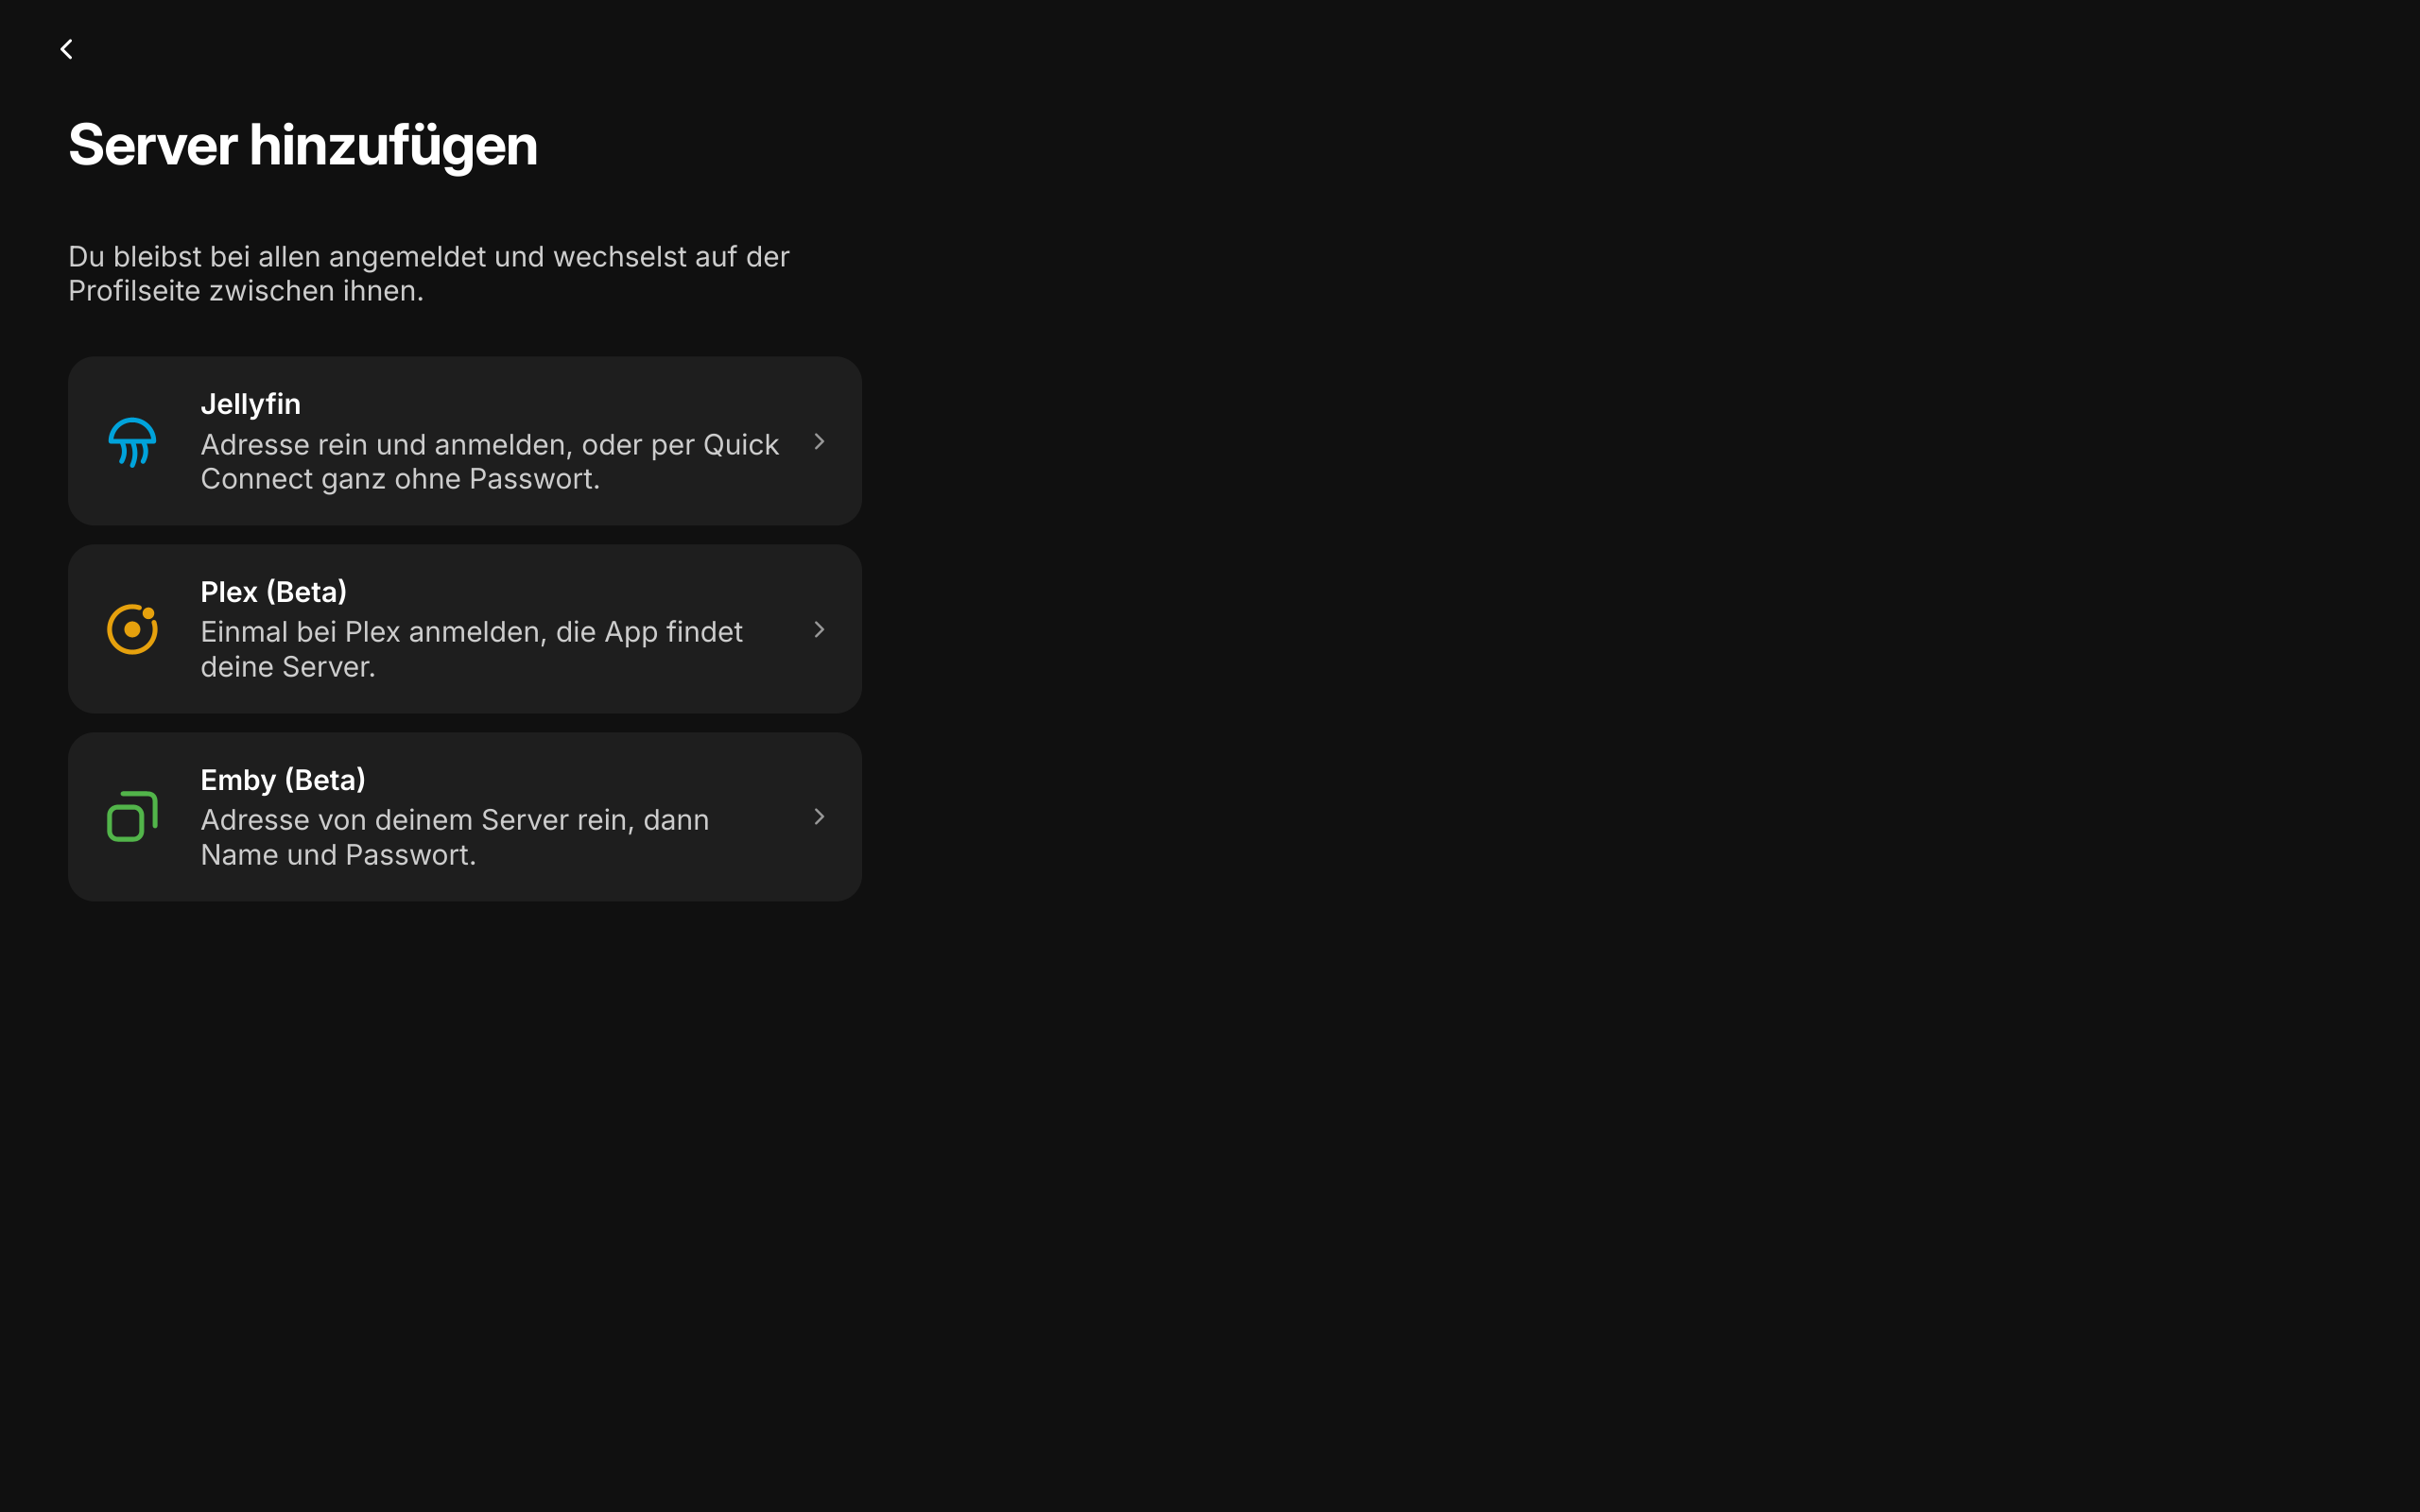 Server hinzufügen
Du bleibst bei allen angemeldet und wechselst auf der
Profilseite zwischen ihnen.
Jellyfin
Adresse rein und anmelden, oder per Quick
Connect ganz ohne Passwort.
Plex (Beta)
Einmal bei Plex anmelden, die App findet
deine Server.
Emby (Beta)
Adresse von deinem Server rein, dann
Name und Passwort.